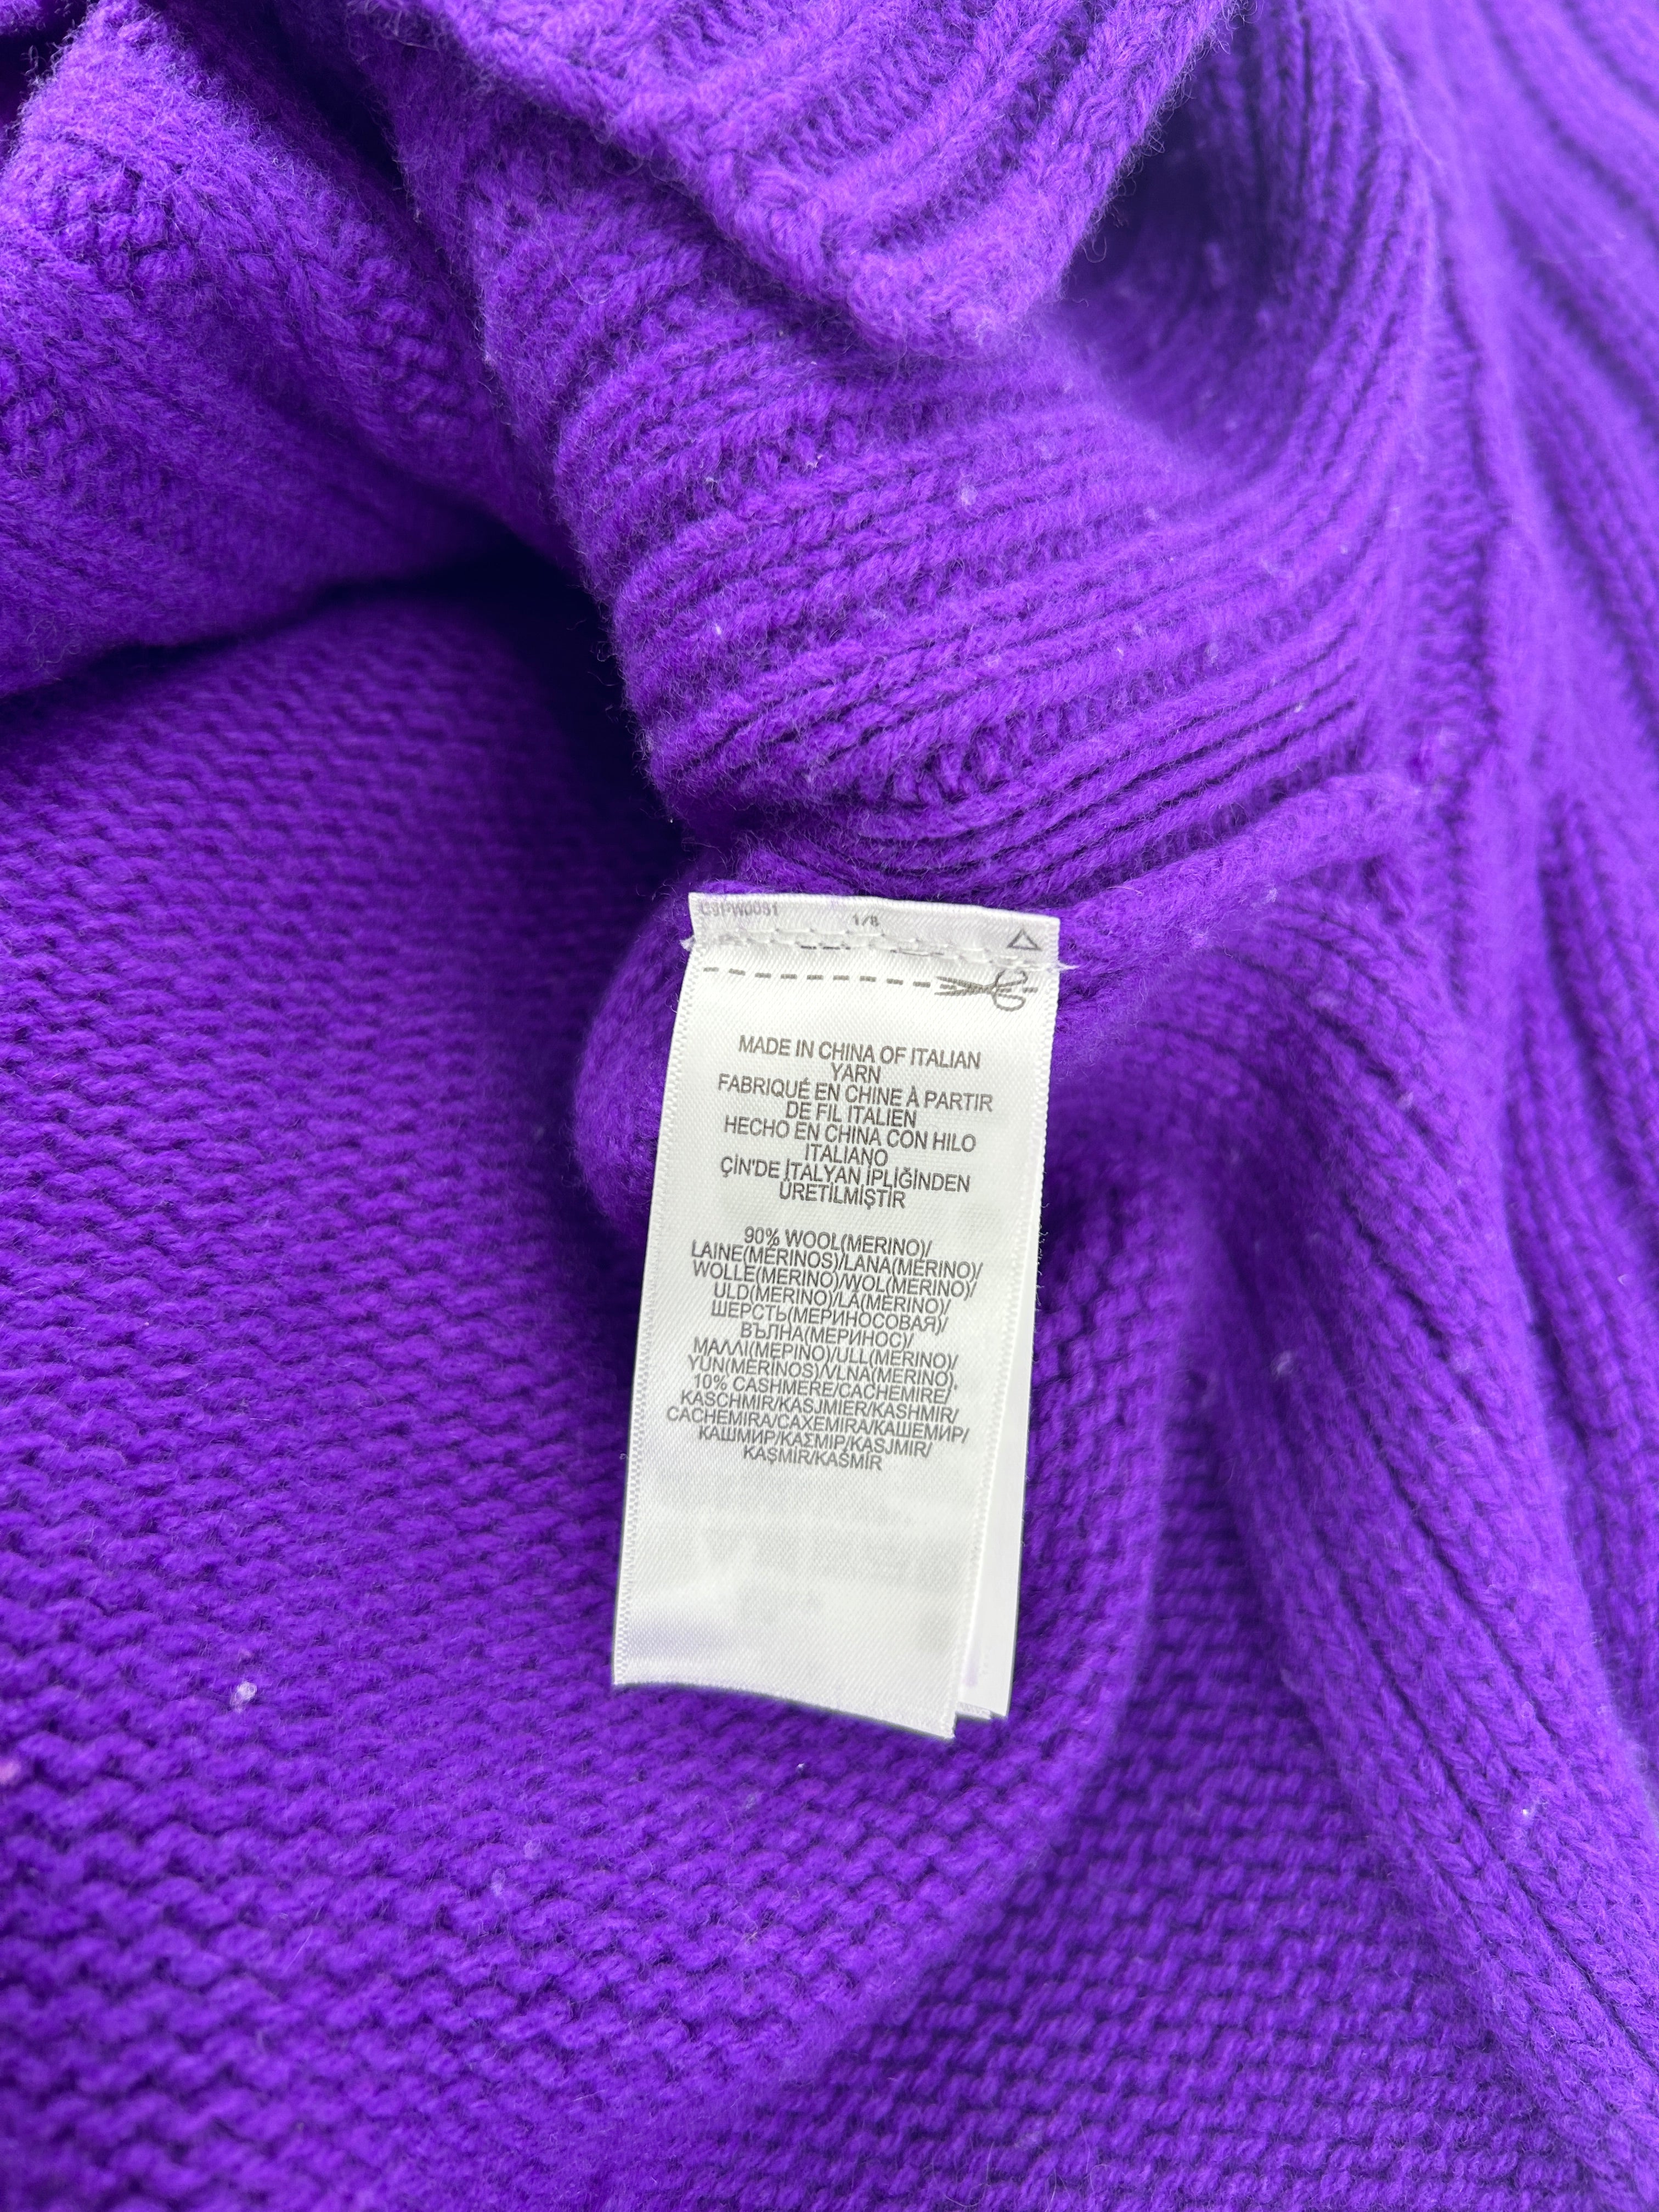 1/8
MADE IN CHINA OF ITALIAN
YARN
FABRIQUÉ EN CHINE À PARTIR
DE FIL ITALIEN
HECHO EN CHINA CON HILO
ITALIANO
ÇİN'DE İTALYAN İPLİĞİNDEN
ÜRETİLMİŞTİR
90% WOOL(MERINO)/
LAINE(MÉRINOS)/LANA(MERINO)/
WOLLE(MERINO)/WOL(MERINO)/
ULD(MERINO)/LÃ(MERINO)/
ШЕРСТЬ(МЕРИНОСОВАЯ)/
ВЪЛНА(МЕРИНОС)/
ΜΑΛΛΙ(ΜΕΡΙΝΟ)/ULL(MERINO)/
YÜN(MERINOS)/VLNA(MERINO),
10% CASHMERE/CACHEMIRE/
KASCHMIR/KASJMIER/KASHMIR/
CACHEMIRA/CAXEMIRA/КАШЕМИР/
КАШМИР/ΚΑΣΜΙΡ/KASJMIR/
KAŞMİR/KAŠMÍR